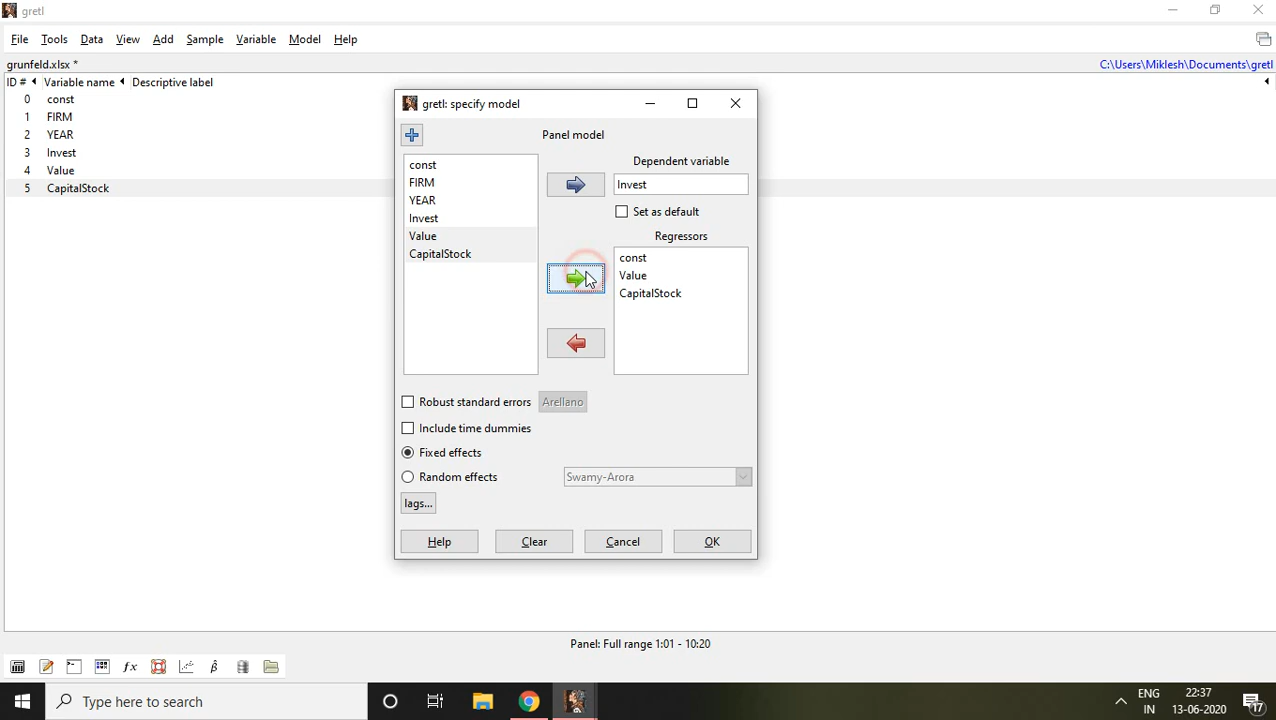 gretl
File Tools Data View Add Sample Variable Model Help
grunfeld.xlsx * C:\Users\Miklesh\Documents\gretl
ID # Variable name Descriptive label
0 const
1 FIRM
2 YEAR
3 Invest
4 Value
5 CapitalStock
gretl: specify model
Panel model
const
FIRM
YEAR
Invest
Value
CapitalStock
Dependent variable
Invest
Set as default
Regressors
const
Value
CapitalStock
Robust standard errors Arellano
Include time dummies
Fixed effects
Random effects Swamy-Arora
lags...
Help Clear Cancel OK
Panel: Full range 1:01 - 10:20
fx β
Type here to search
ENG
IN
22:37
13-06-2020
17